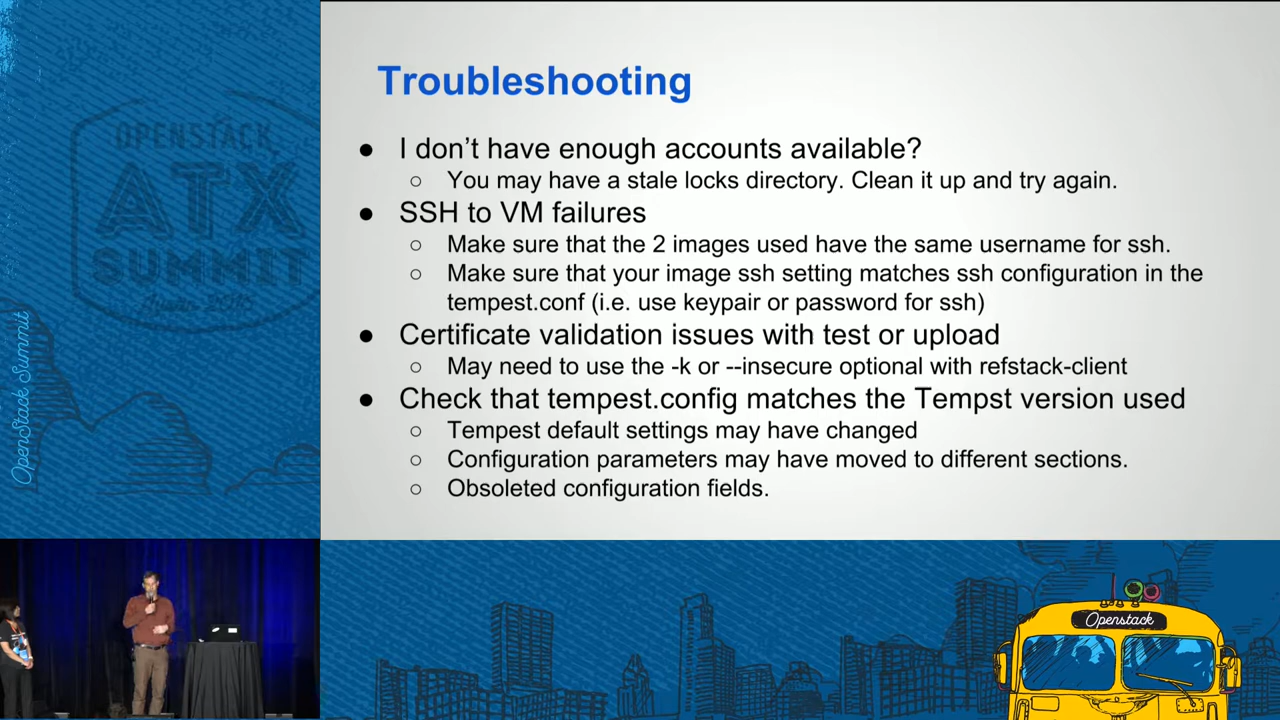 Troubleshooting
● I don't have enough accounts available?
○ You may have a stale locks directory. Clean it up and try again.
● SSH to VM failures
○ Make sure that the 2 images used have the same username for ssh.
○ Make sure that your image ssh setting matches ssh configuration in the
tempest.conf (i.e. use keypair or password for ssh)
● Certificate validation issues with test or upload
○ May need to use the -k or --insecure optional with refstack-client
● Check that tempest.config matches the Tempst version used
○ Tempest default settings may have changed
○ Configuration parameters may have moved to different sections.
○ Obsoleted configuration fields.
OPENSTACK
ATX
SUMMIT
OpenStack Summit
Openstack